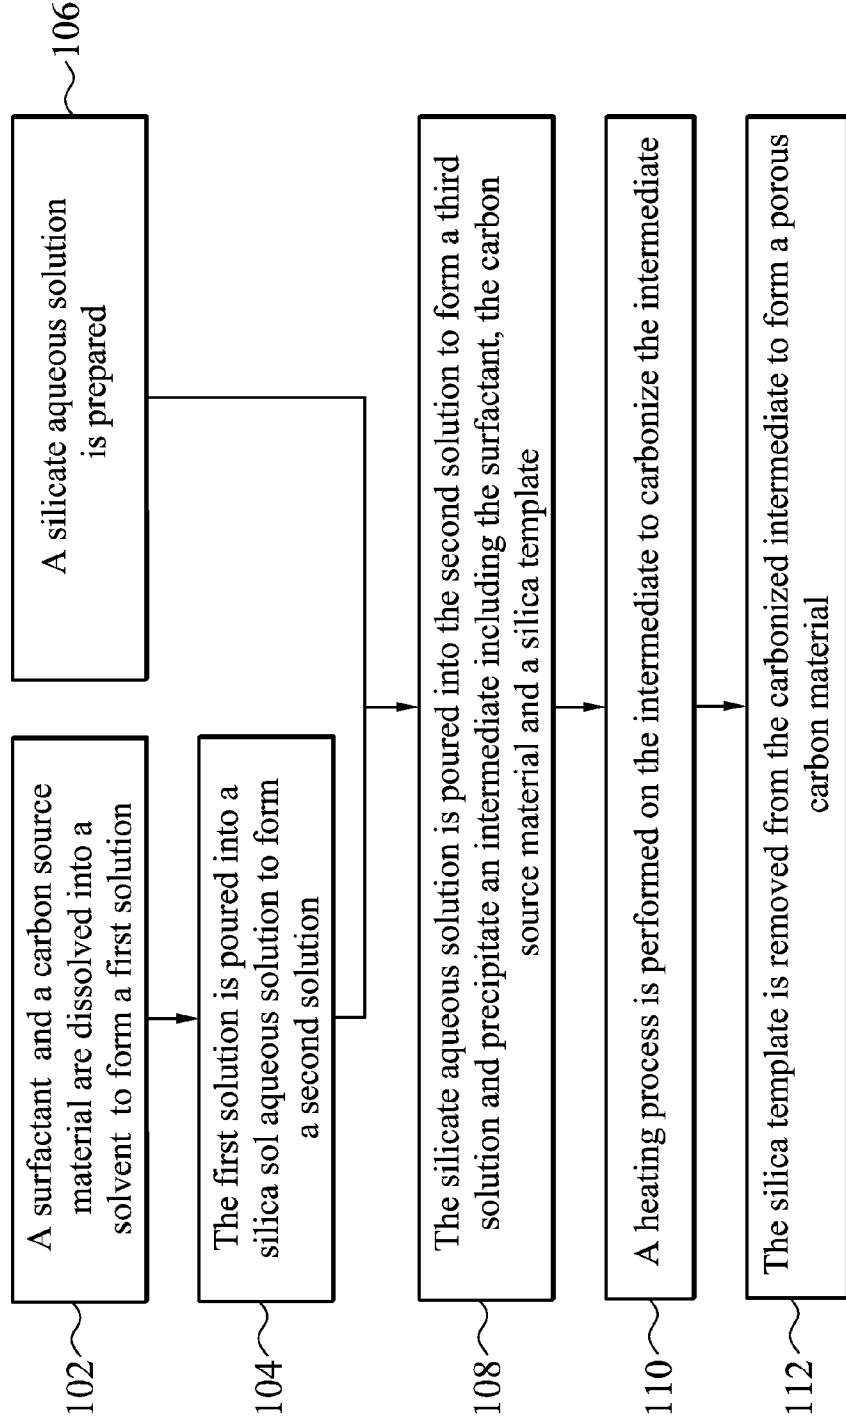 102
A surfactant and a carbon source
material are dissolved into a
solvent to form a first solution
104
The first solution is poured into a
silica sol aqueous solution to form
a second solution
106
A silicate aqueous solution
is prepared
108
The silicate aqueous solution is poured into the second solution to form a third
solution and precipitate an intermediate including the surfactant, the carbon
source material and a silica template
110
A heating process is performed on the intermediate to carbonize the intermediate
112
The silica template is removed from the carbonized intermediate to form a porous
carbon material